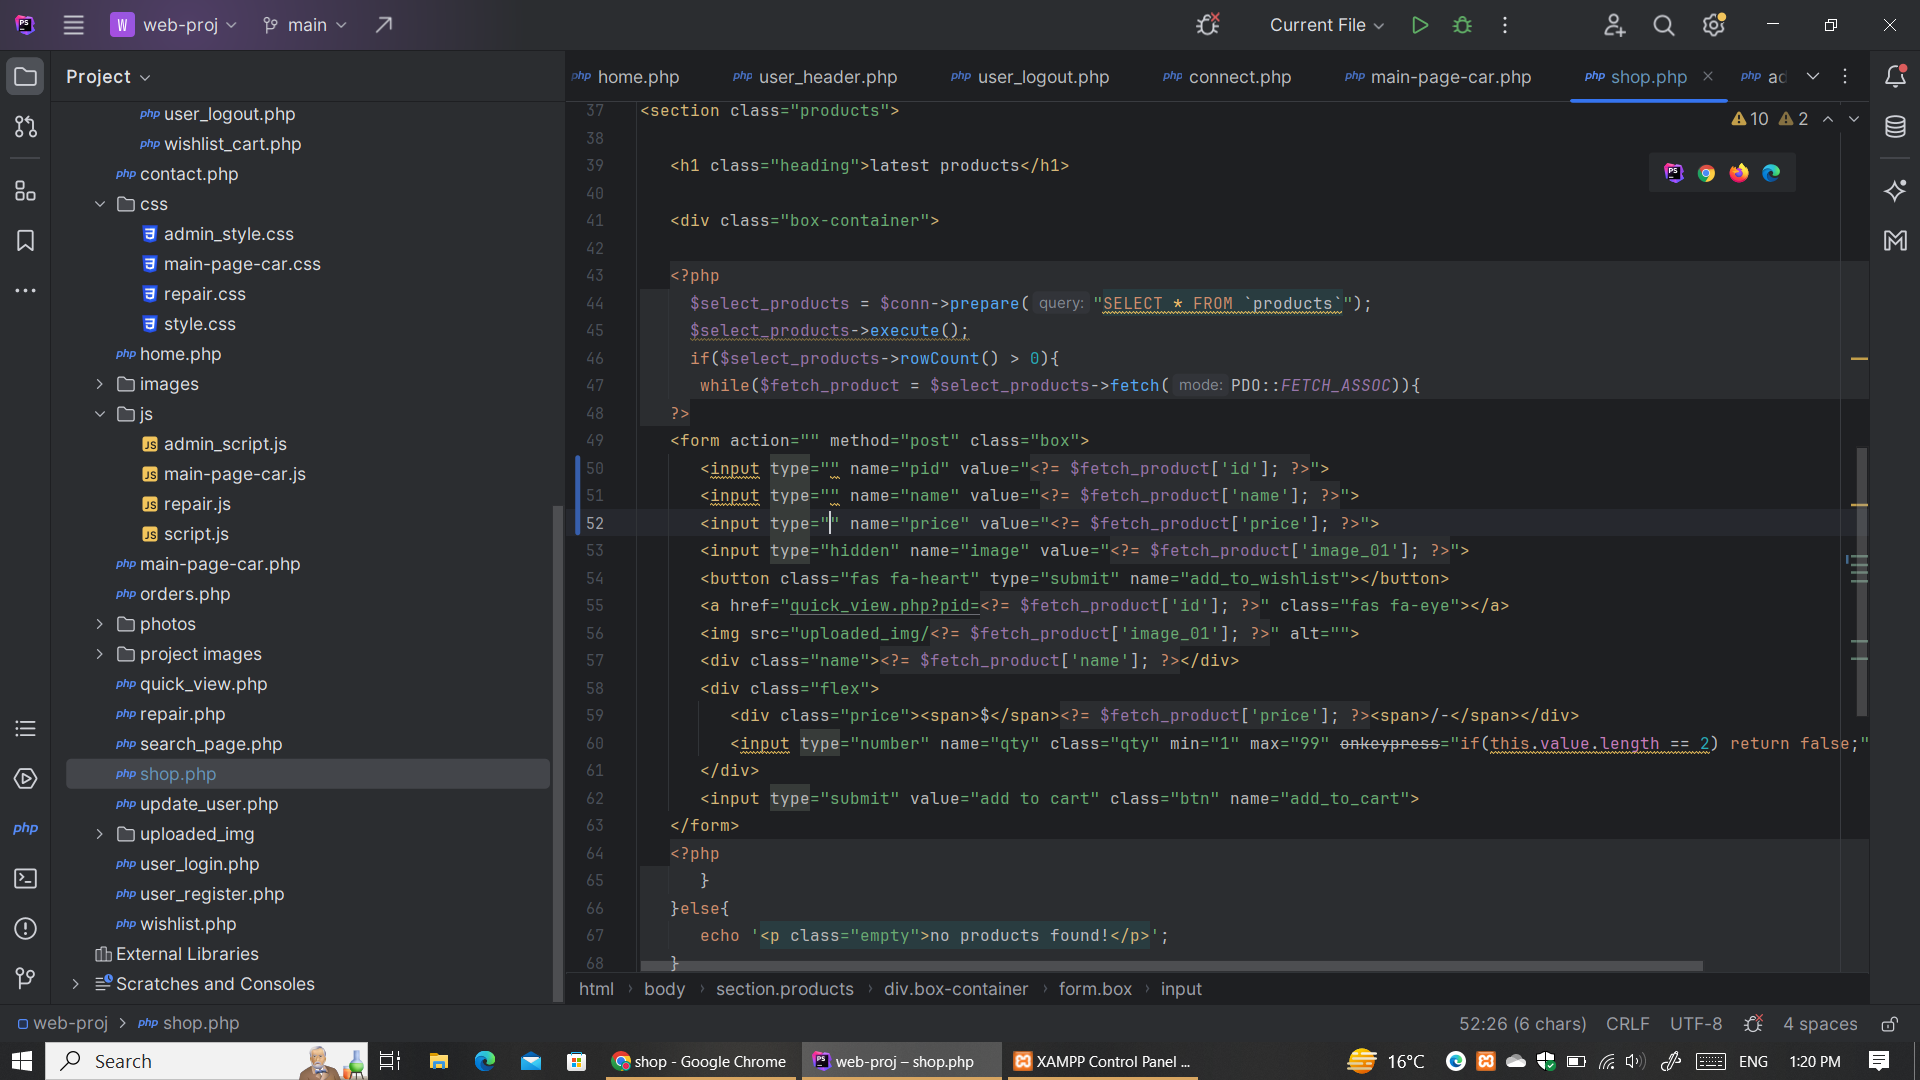 W web-proj main Current File
Project
home.php user_header.php user_logout.php connect.php main-page-car.php shop.php ad
user_logout.php
wishlist_cart.php
contact.php
css
admin_style.css
main-page-car.css
repair.css
style.css
home.php
images
js
admin_script.js
main-page-car.js
repair.js
script.js
main-page-car.php
orders.php
photos
project images
quick_view.php
repair.php
search_page.php
shop.php
update_user.php
uploaded_img
user_login.php
user_register.php
wishlist.php
External Libraries
Scratches and Consoles
10 2
37 <section class="products">
38
39 <h1 class="heading">latest products</h1>
40
41 <div class="box-container">
42
43 <?php
44 $select_products = $conn->prepare( query: "SELECT * FROM `products`");
45 $select_products->execute();
46 if($select_products->rowCount() > 0){
47 while($fetch_product = $select_products->fetch( mode: PDO::FETCH_ASSOC)){
48 ?>
49 <form action="" method="post" class="box">
50 <input type="" name="pid" value="<?= $fetch_product['id']; ?>">
51 <input type="" name="name" value="<?= $fetch_product['name']; ?>">
52 <input type="" name="price" value="<?= $fetch_product['price']; ?>">
53 <input type="hidden" name="image" value="<?= $fetch_product['image_01']; ?>">
54 <button class="fas fa-heart" type="submit" name="add_to_wishlist"></button>
55 <a href="quick_view.php?pid=<?= $fetch_product['id']; ?>" class="fas fa-eye"></a>
56 <img src="uploaded_img/<?= $fetch_product['image_01']; ?>" alt="">
57 <div class="name"><?= $fetch_product['name']; ?></div>
58 <div class="flex">
59 <div class="price"><span>$</span><?= $fetch_product['price']; ?><span>/-</span></div>
60 <input type="number" name="qty" class="qty" min="1" max="99" onkeypress="if(this.value.length == 2) return false;"
61 </div>
62 <input type="submit" value="add to cart" class="btn" name="add_to_cart">
63 </form>
64 <?php
65 }
66 }else{
67 echo '<p class="empty">no products found!</p>';
68 }
html › body › section.products › div.box-container › form.box › input
web-proj > php shop.php 52:26 (6 chars) CRLF UTF-8 4 spaces
Search shop - Google Chrome web-proj – shop.php XAMPP Control Panel ... 16°C ENG 1:20 PM